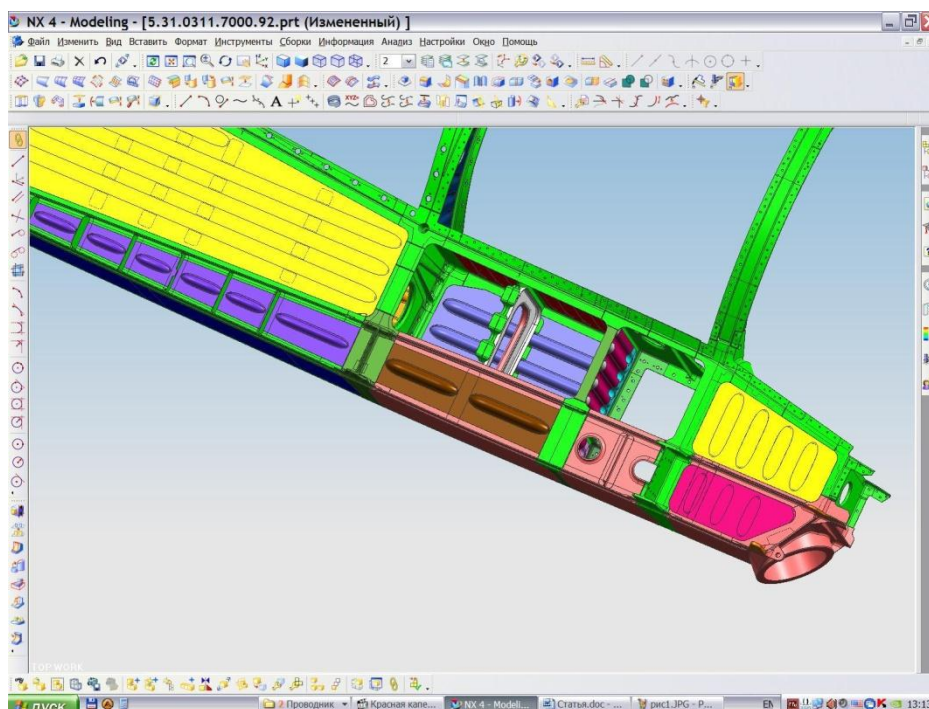 NX 4 - Modeling - [5.31.0311.7000.92.prt (Измененный) ]
Файл Изменить Вид Вставить Формат Инструменты Сборки Информация Анализ Настройки Окно Помощь
2
A
TOP WORK
пуск
2 Проводник
Красная капе...
NX 4 - Modeli...
Статья.doc - ...
рис1.JPG - P...
EN
13:13